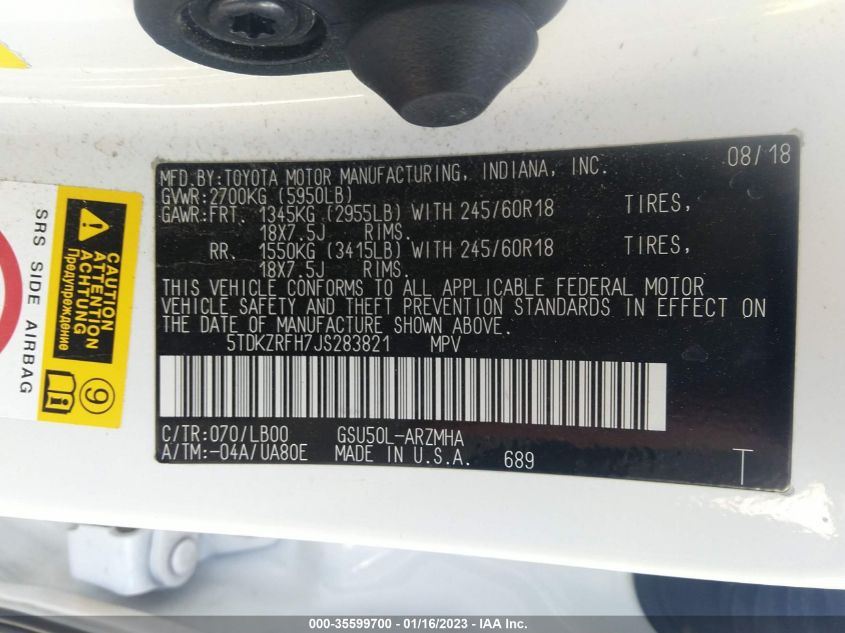 MFD.BY:TOYOTA MOTOR MANUFACTURING, INDIANA, INC. 08/18
GVWR:2700KG (5950LB)
GAWR:FRT. 1345KG (2955LB) WITH 245/60R18 TIRES,
18X7.5J RIMS.
RR. 1550KG (3415LB) WITH 245/60R18 TIRES,
18X7.5J RIMS.
THIS VEHICLE CONFORMS TO ALL APPLICABLE FEDERAL MOTOR
VEHICLE SAFETY AND THEFT PREVENTION STANDARDS IN EFFECT ON
THE DATE OF MANUFACTURE SHOWN ABOVE.
5TDKZRFH7JS283821 MPV
C/TR:070/LB00 GSU50L-ARZMHA
A/TM:-04A/UA80E MADE IN U.S.A. 689 T
SRS SIDE AIRBAG
CAUTION
ATTENTION
ACHTUNG
Предупреждение
9
000-35599700 - 01/16/2023 - IAA Inc.